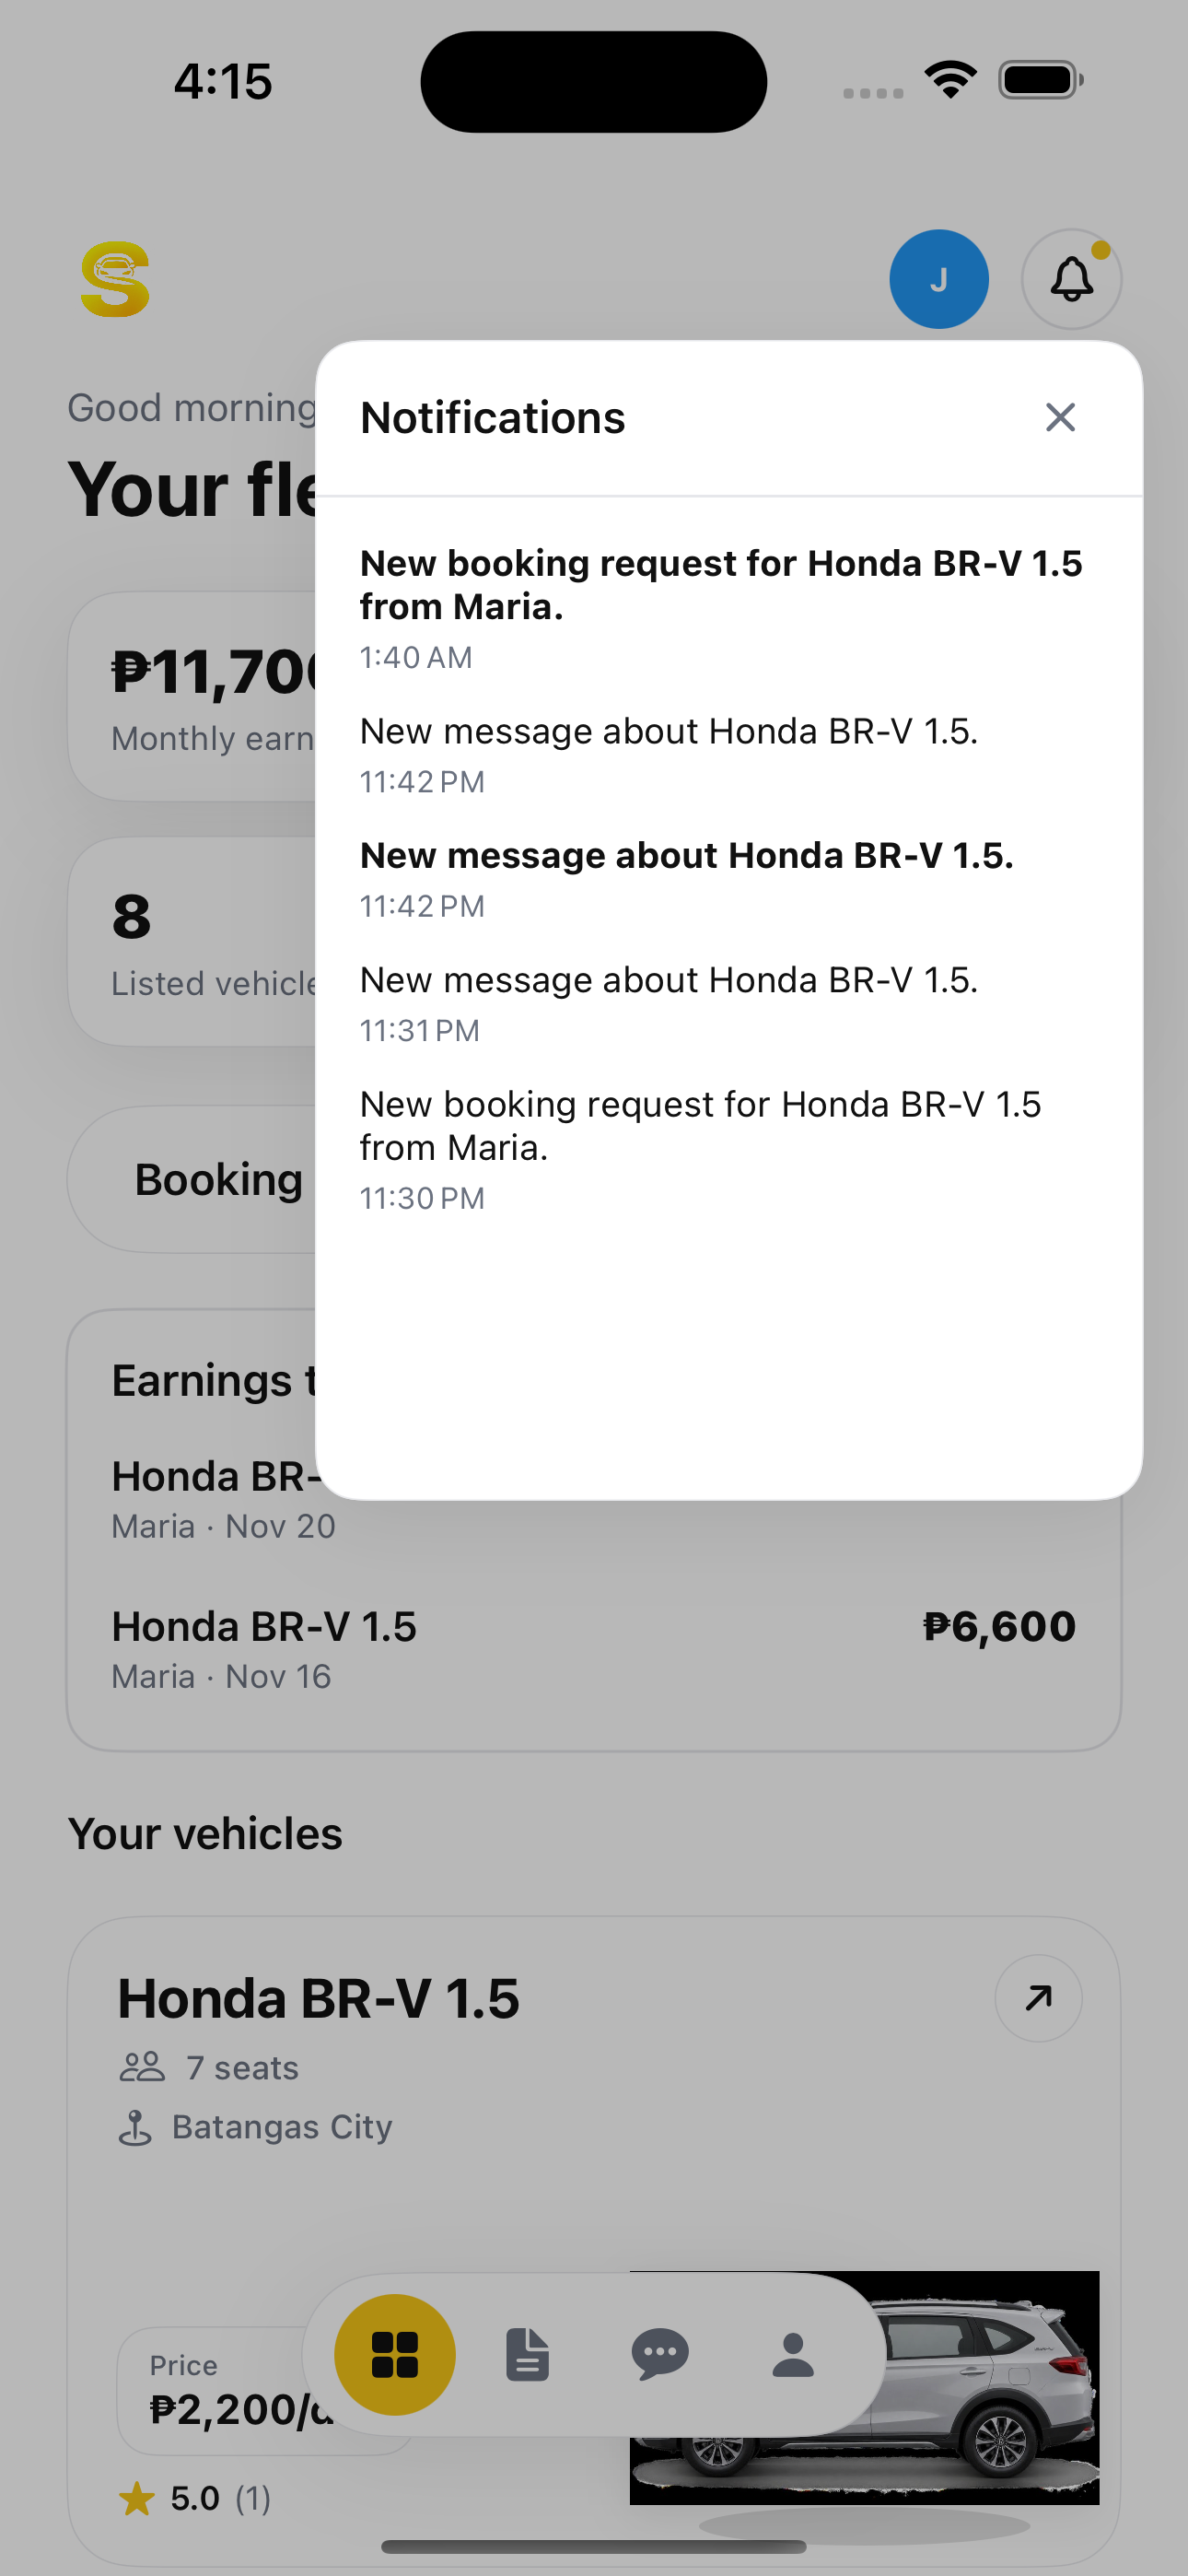 4:15
J
Good morning
Your fle
Notifications
New booking request for Honda BR-V 1.5
from Maria.
1:40 AM
New message about Honda BR-V 1.5.
11:42 PM
New message about Honda BR-V 1.5.
11:42 PM
New message about Honda BR-V 1.5.
11:31 PM
New booking request for Honda BR-V 1.5
from Maria.
11:30 PM
₱11,700
Monthly earn
8
Listed vehicle
Booking
Earnings t
Honda BR-
Maria · Nov 20
Honda BR-V 1.5
₱6,600
Maria · Nov 16
Your vehicles
Honda BR-V 1.5
7 seats
Batangas City
Price
₱2,200/d
5.0 (1)